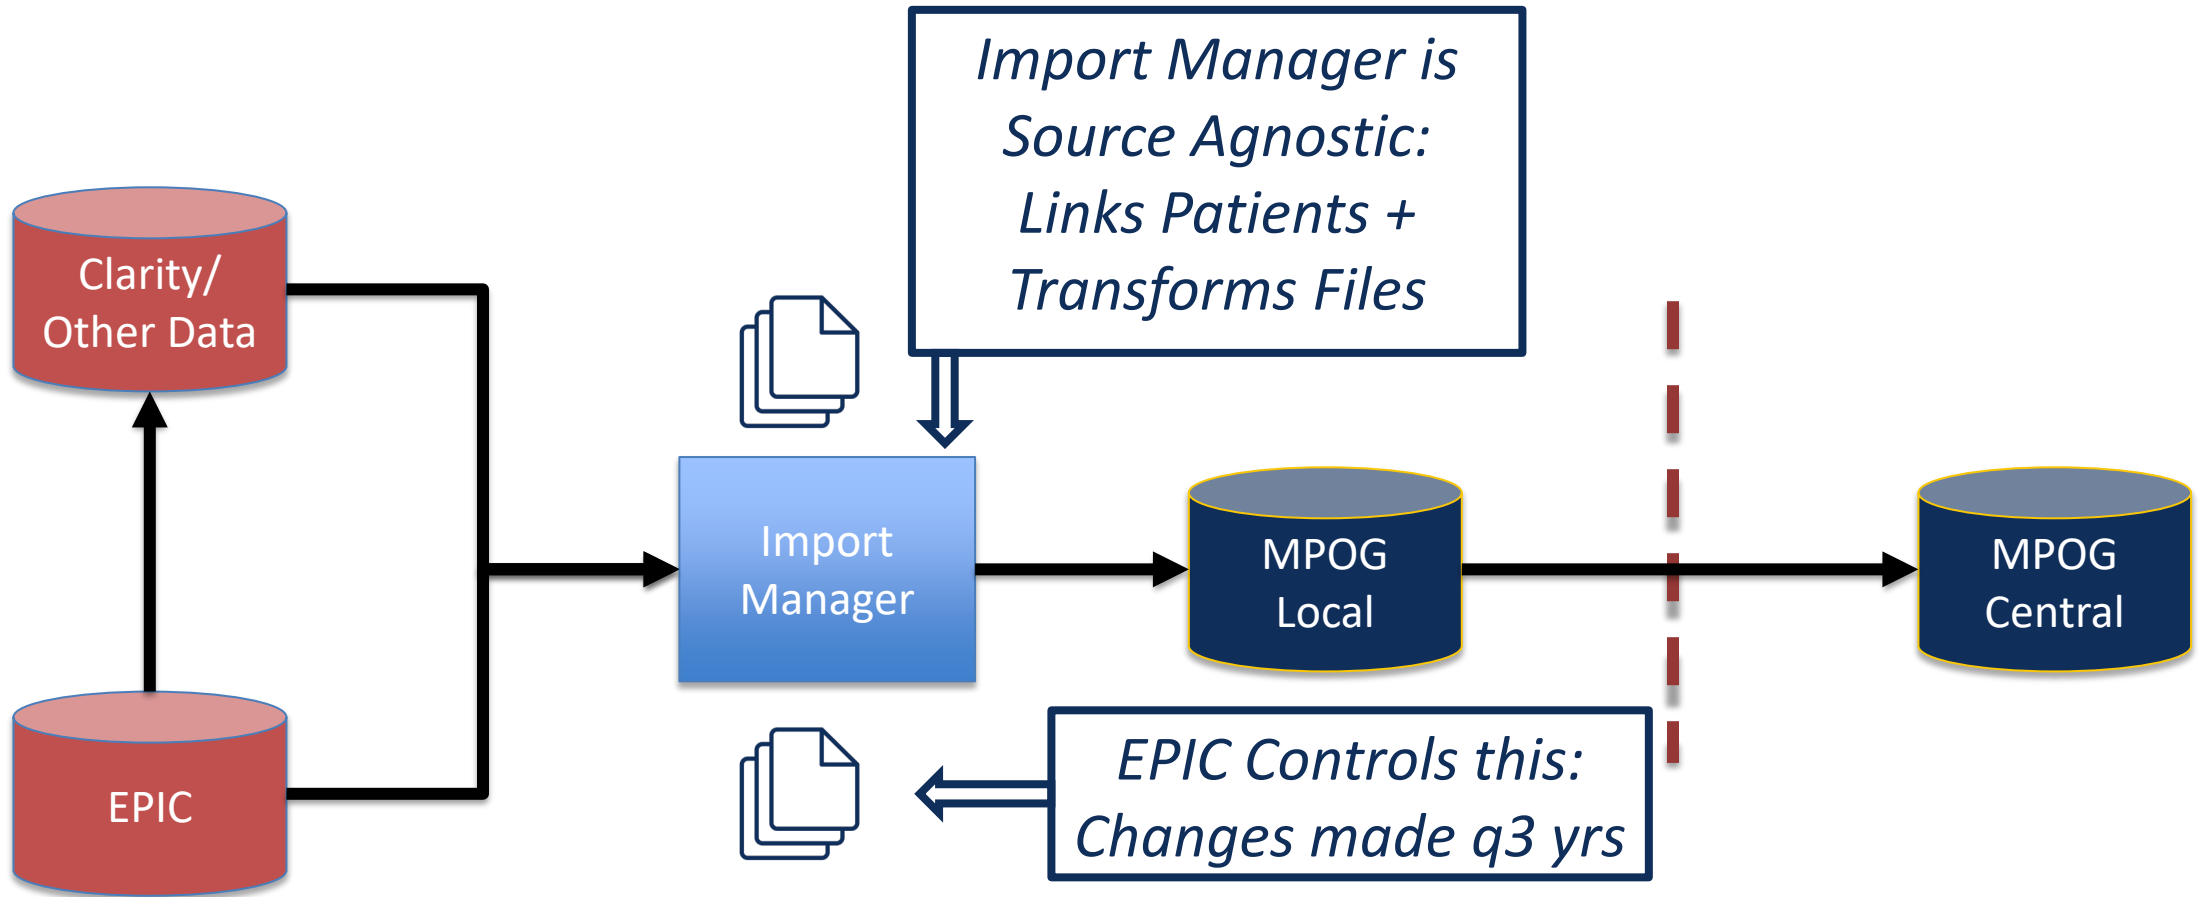 Import Manager is
Source Agnostic:
Links Patients +
Transforms Files
Clarity/
Other Data
Import
Manager
MPOG
Local
MPOG
Central
EPIC
EPIC Controls this:
Changes made q3 yrs